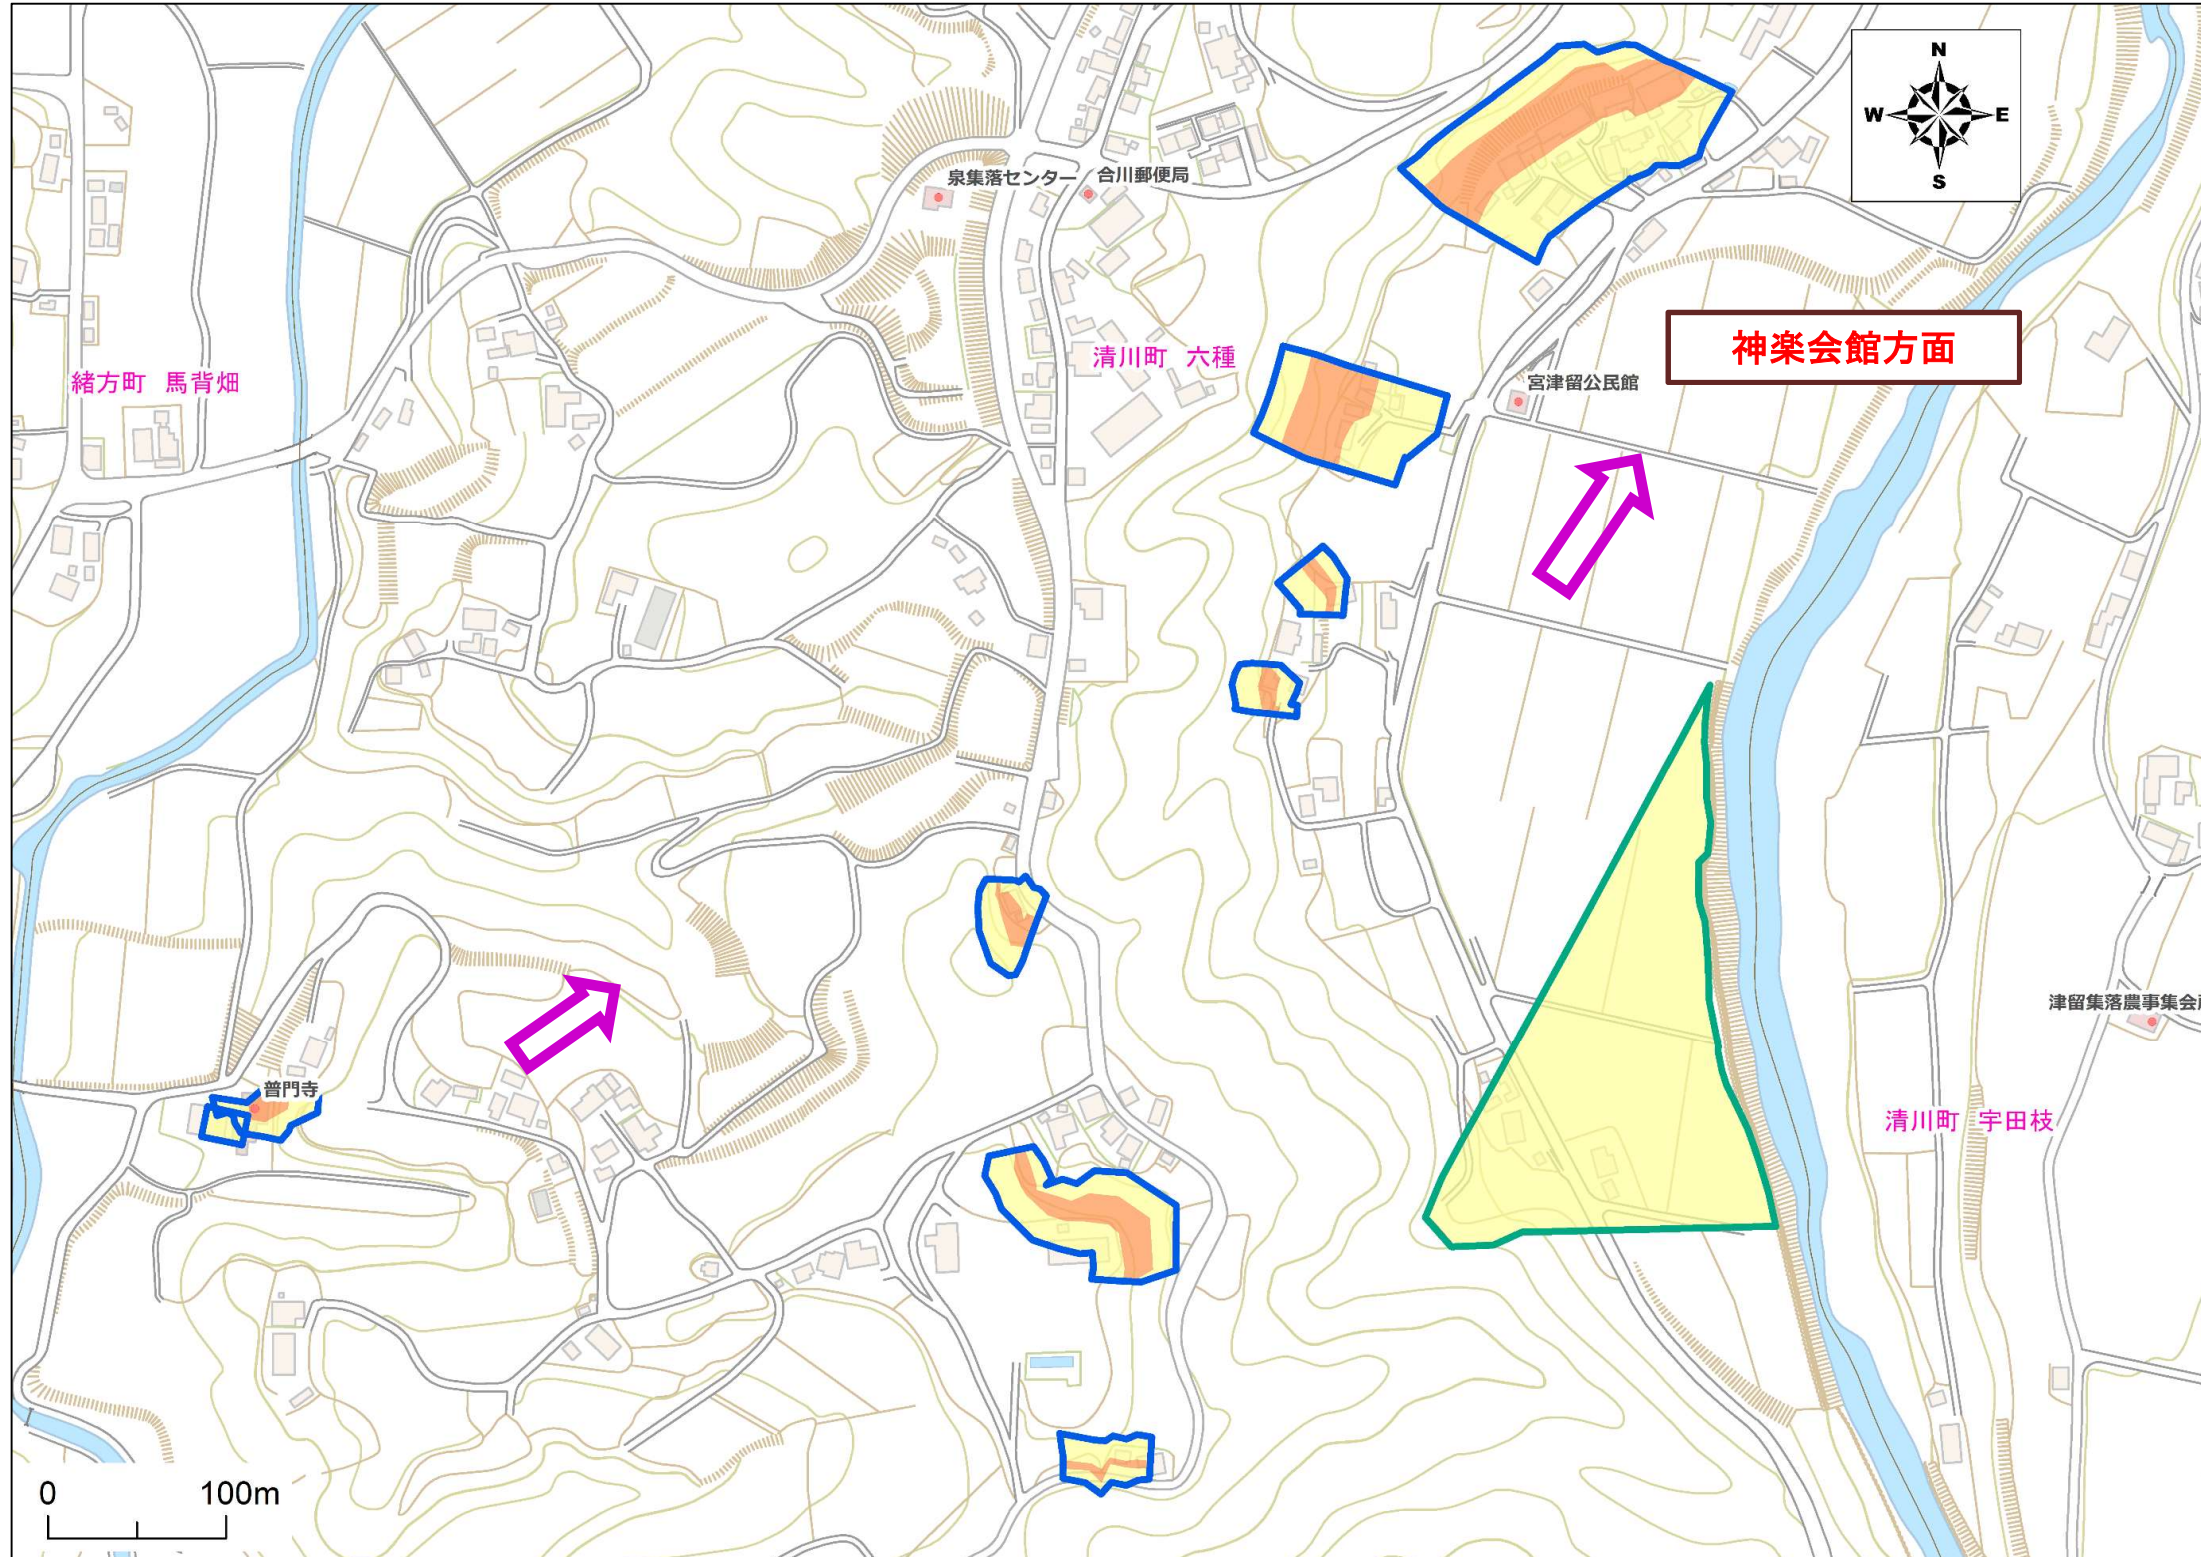 N
W
E
S
泉集落センター
合川郵便局
神楽会館方面
清川町 六種
緒方町 馬背畑
宮津留公民館
津留集落農事集会
普門寺
清川町 宇田枝
0
100m